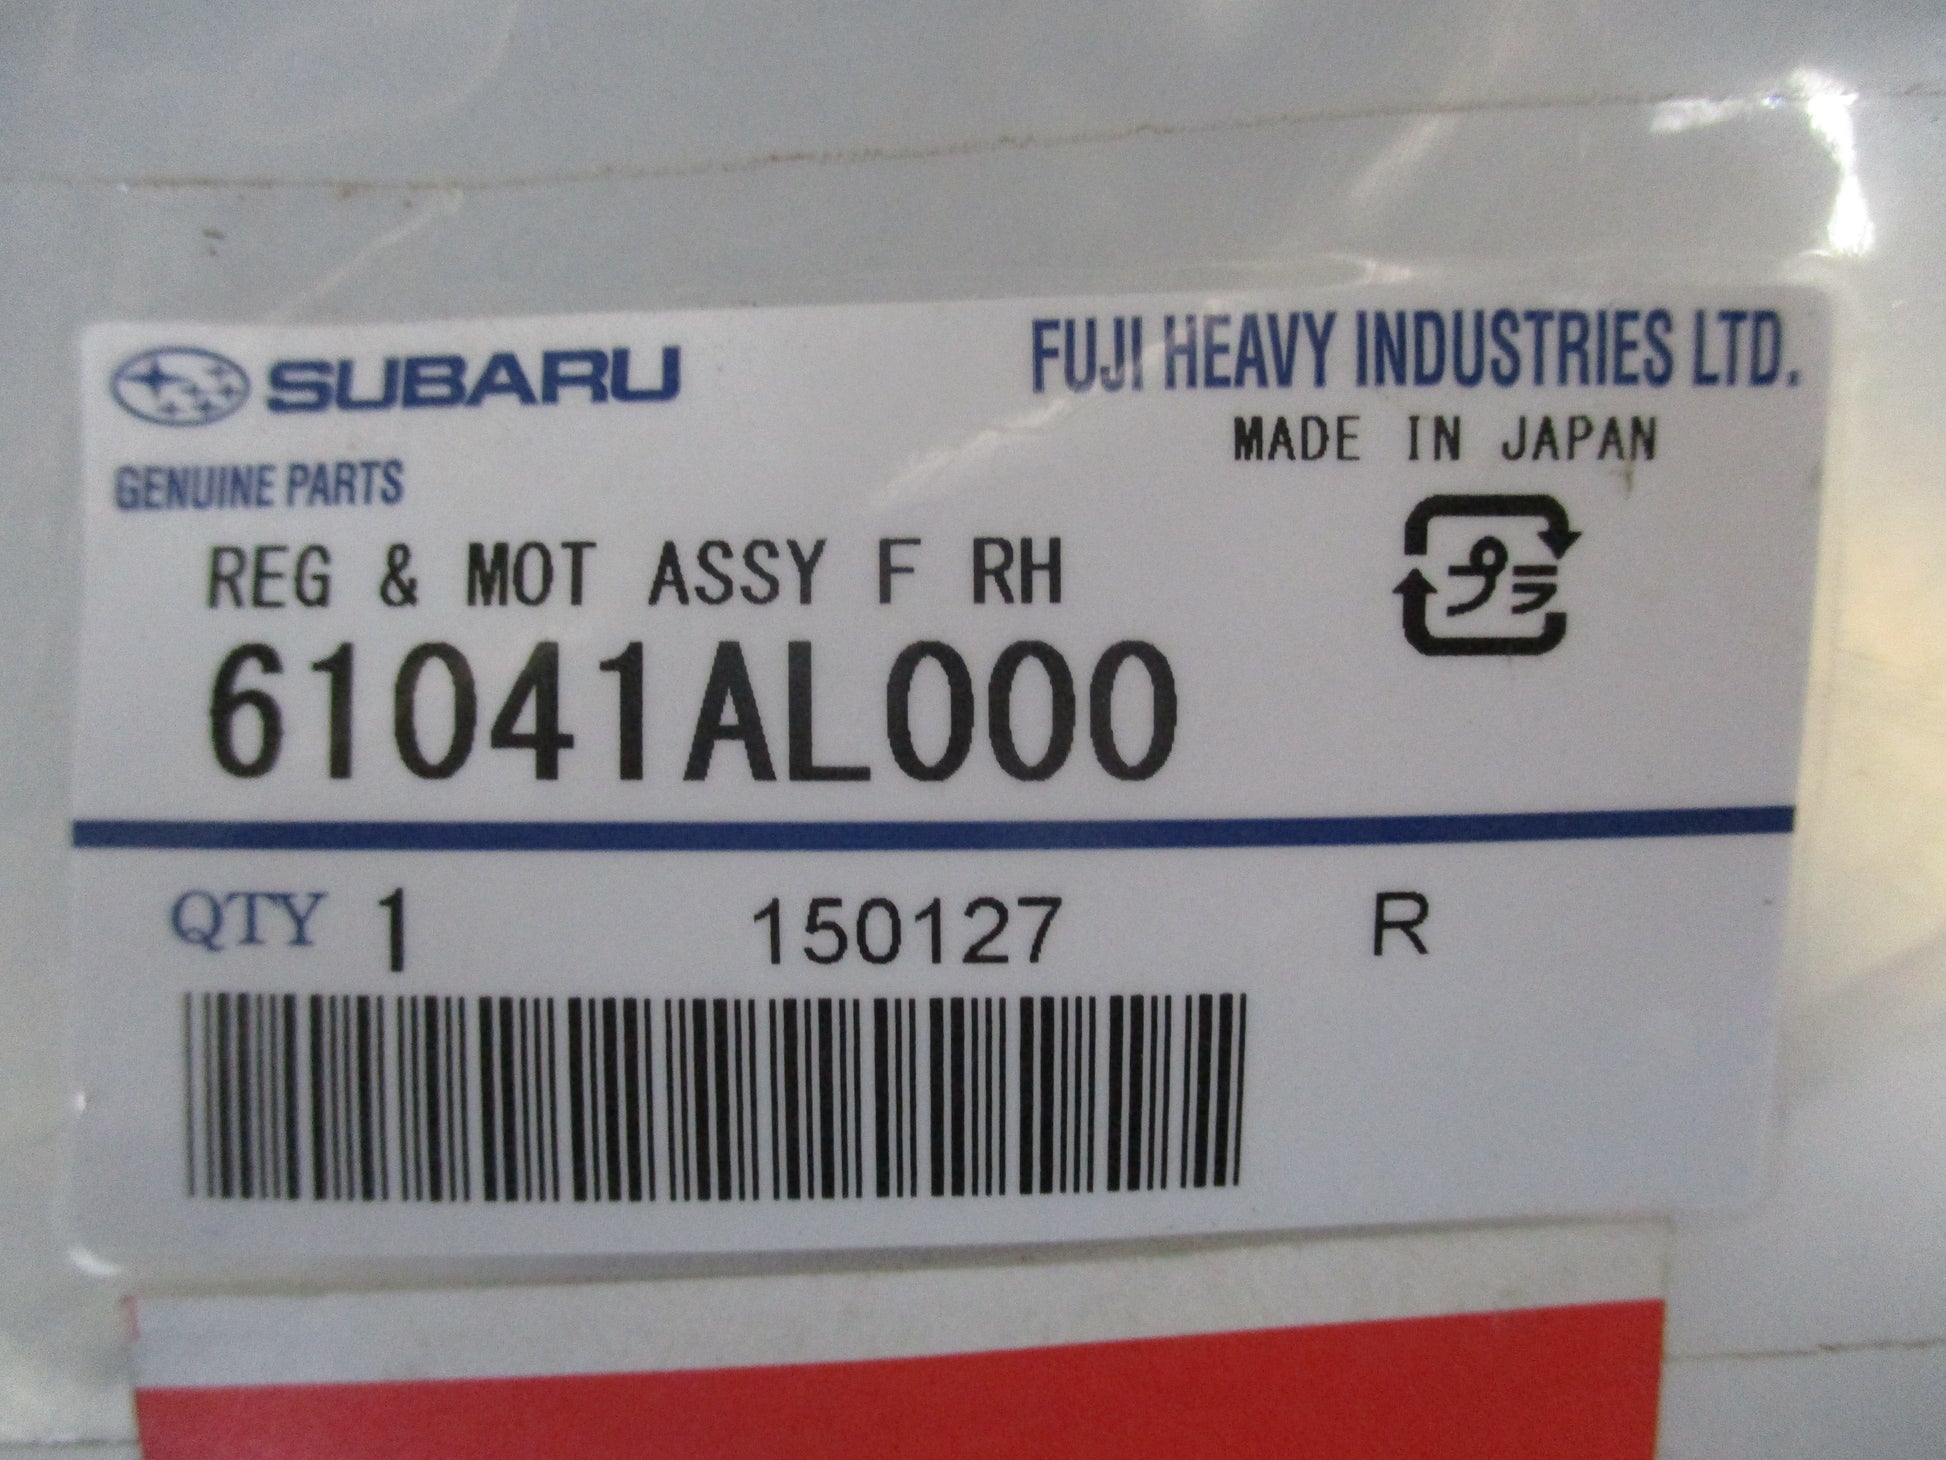 SUBARU
FUJI HEAVY INDUSTRIES LTD.
MADE IN JAPAN
GENUINE PARTS
プラ
REG & MOT ASSY F RH
61041AL000
QTY 1 150127 R